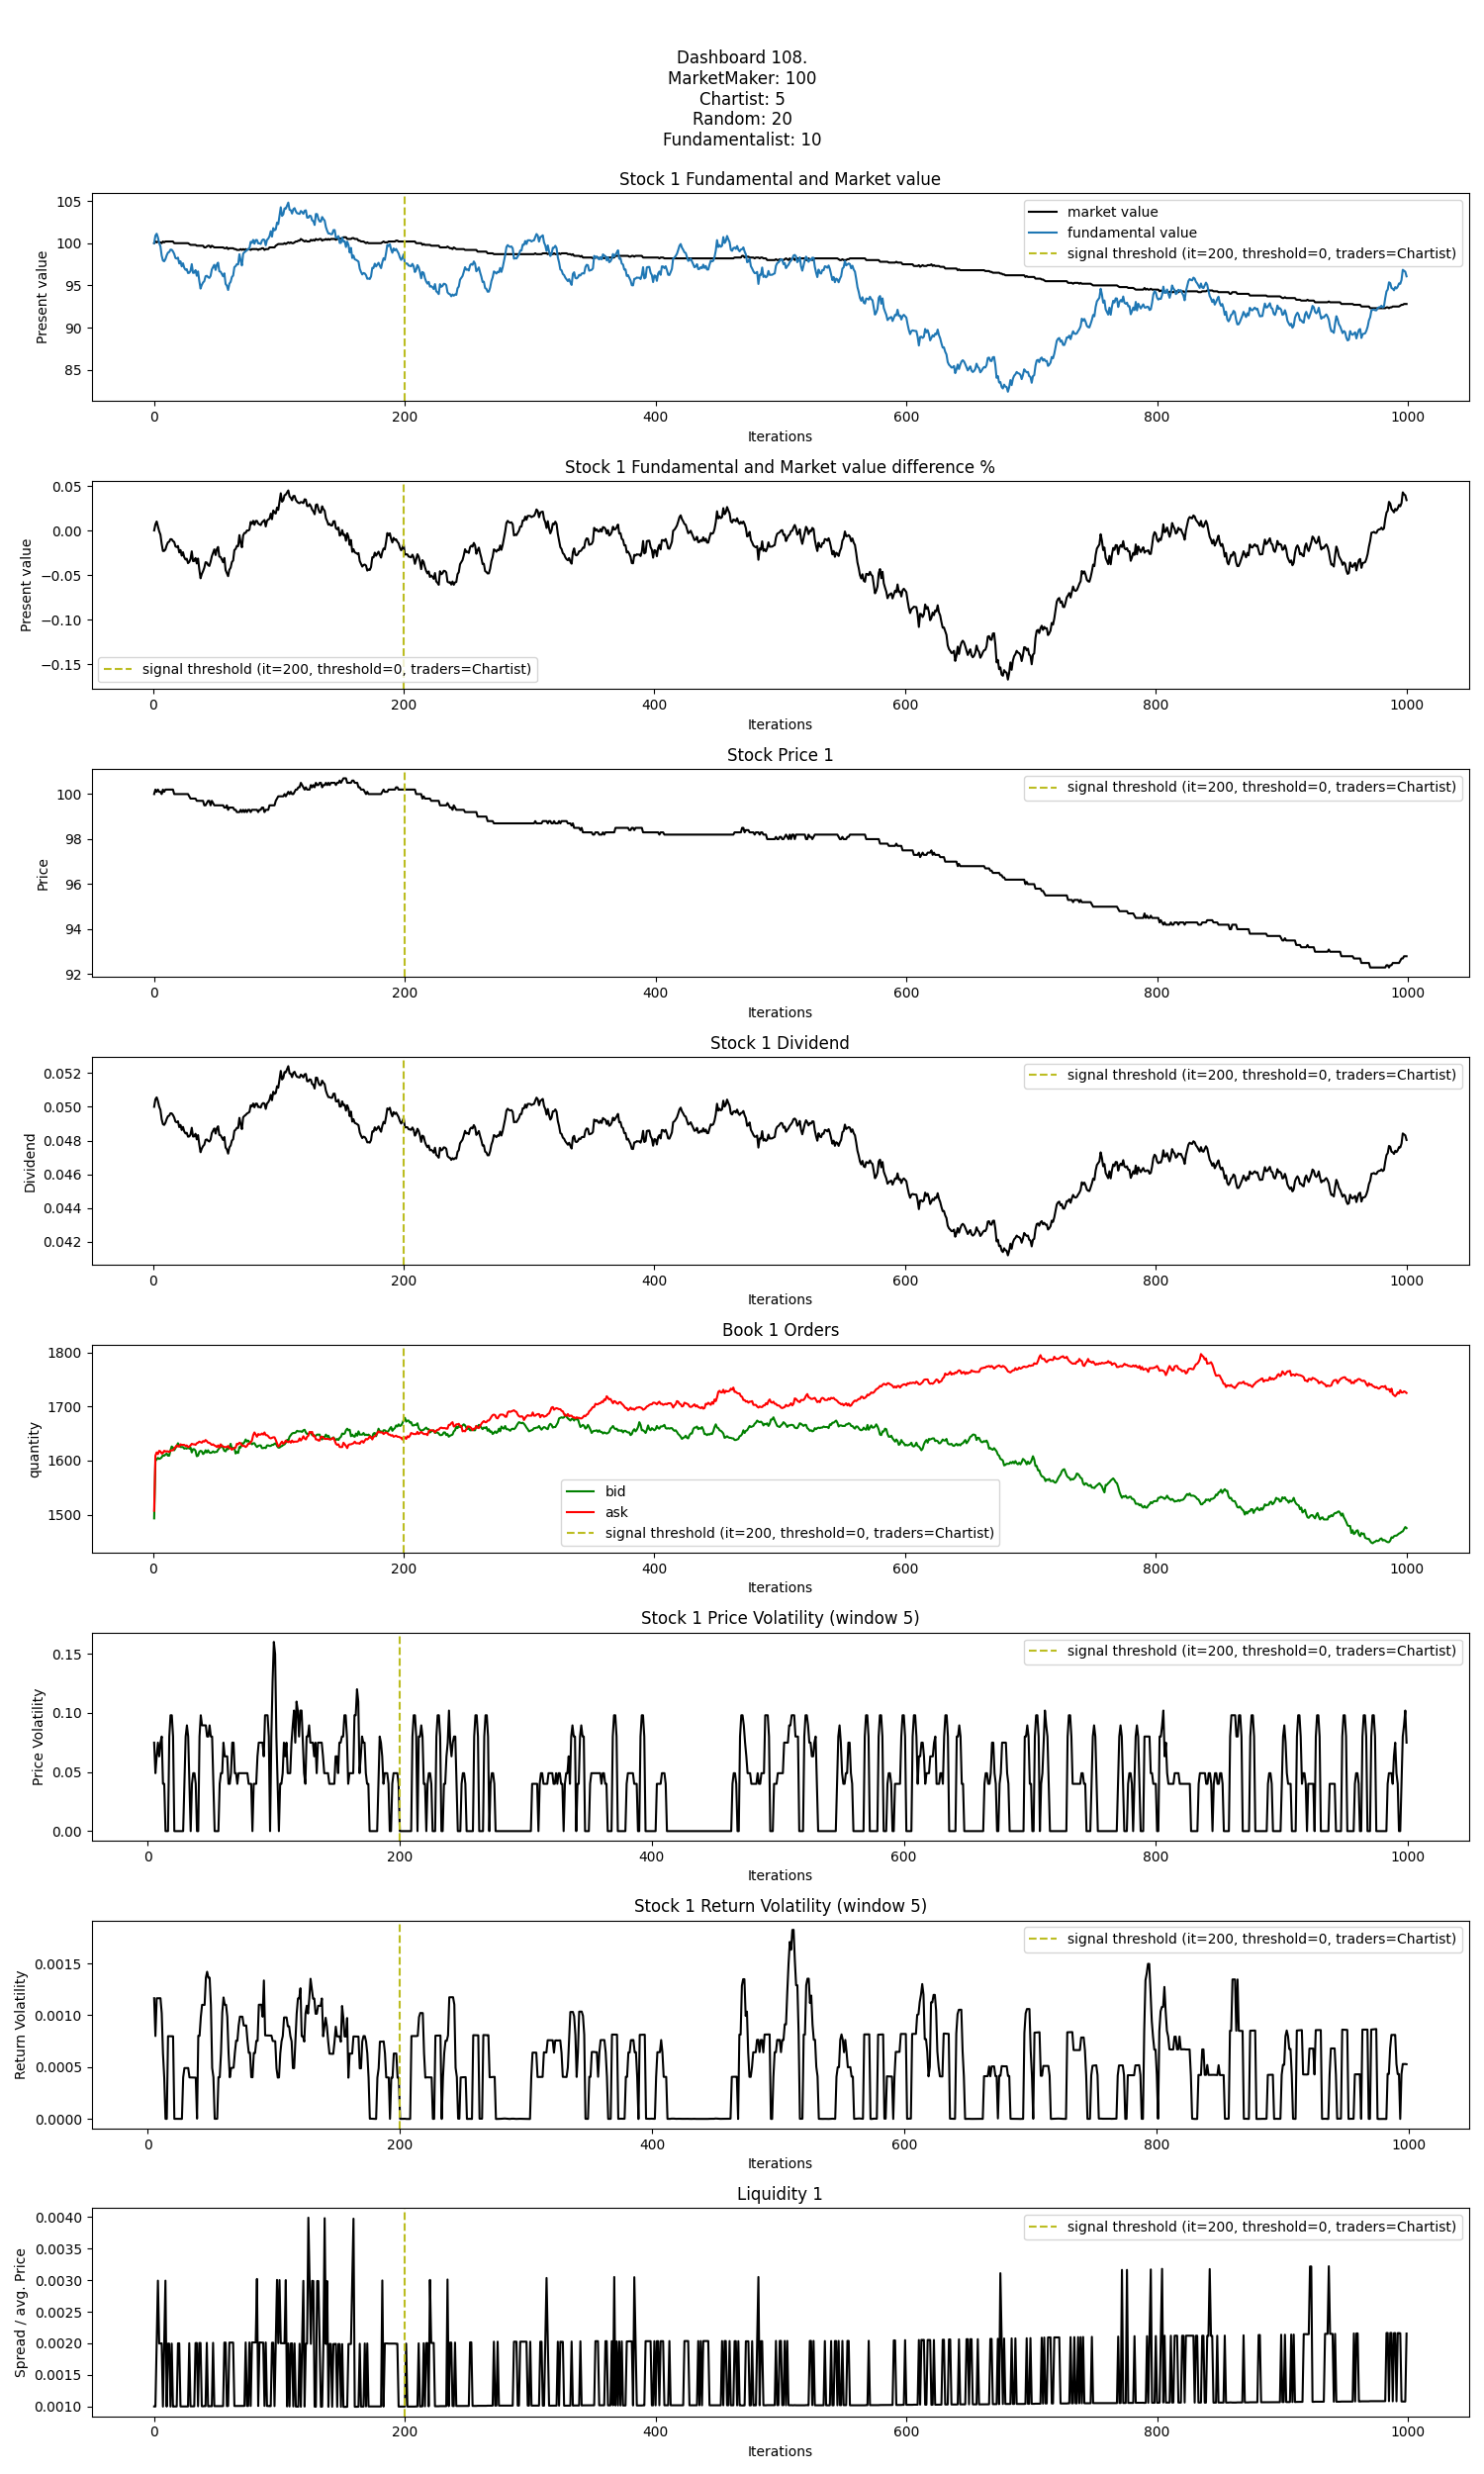 Dashboard 108.
MarketMaker: 100
Chartist: 5
Random: 20
Fundamentalist: 10
Stock 1 Fundamental and Market value
Present value
105
100
95
90
85
market value
fundamental value
signal threshold (it=200, threshold=0, traders=Chartist)
0 200 400 600 800 1000
Iterations
Stock 1 Fundamental and Market value difference %
Present value
0.05
0.00
−0.05
−0.10
−0.15
signal threshold (it=200, threshold=0, traders=Chartist)
0 200 400 600 800 1000
Iterations
Stock Price 1
Price
100
98
96
94
92
signal threshold (it=200, threshold=0, traders=Chartist)
0 200 400 600 800 1000
Iterations
Stock 1 Dividend
Dividend
0.052
0.050
0.048
0.046
0.044
0.042
signal threshold (it=200, threshold=0, traders=Chartist)
0 200 400 600 800 1000
Iterations
Book 1 Orders
quantity
1800
1700
1600
1500
bid
ask
signal threshold (it=200, threshold=0, traders=Chartist)
0 200 400 600 800 1000
Iterations
Stock 1 Price Volatility (window 5)
Price Volatility
0.15
0.10
0.05
0.00
signal threshold (it=200, threshold=0, traders=Chartist)
0 200 400 600 800 1000
Iterations
Stock 1 Return Volatility (window 5)
Return Volatility
0.0015
0.0010
0.0005
0.0000
signal threshold (it=200, threshold=0, traders=Chartist)
0 200 400 600 800 1000
Iterations
Liquidity 1
Spread / avg. Price
0.0040
0.0035
0.0030
0.0025
0.0020
0.0015
0.0010
signal threshold (it=200, threshold=0, traders=Chartist)
0 200 400 600 800 1000
Iterations